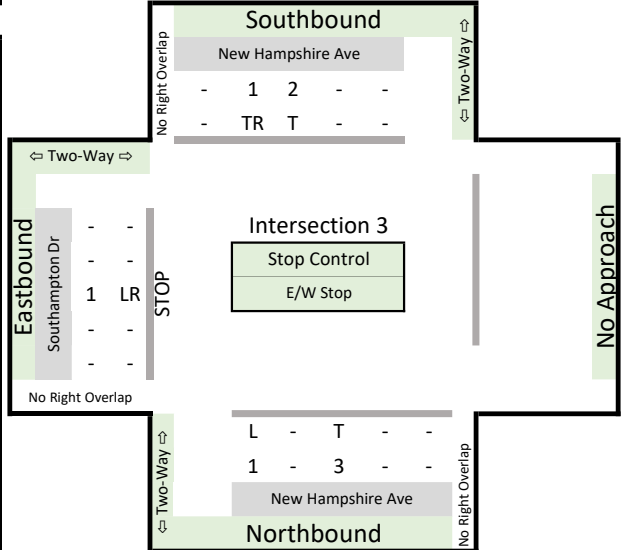 Southbound
New Hampshire Ave
No Right Overlap
- 1 2 - -
- TR T - -
⇦ Two-Way ⇨
⇦ Two-Way ⇨
Eastbound
Southampton Dr
- -
- -
1 LR
- -
- -
STOP
No Right Overlap
Intersection 3
Stop Control
E/W Stop
No Approach
L - T - -
1 - 3 - -
New Hampshire Ave
Northbound
⇦ Two-Way ⇨
No Right Overlap